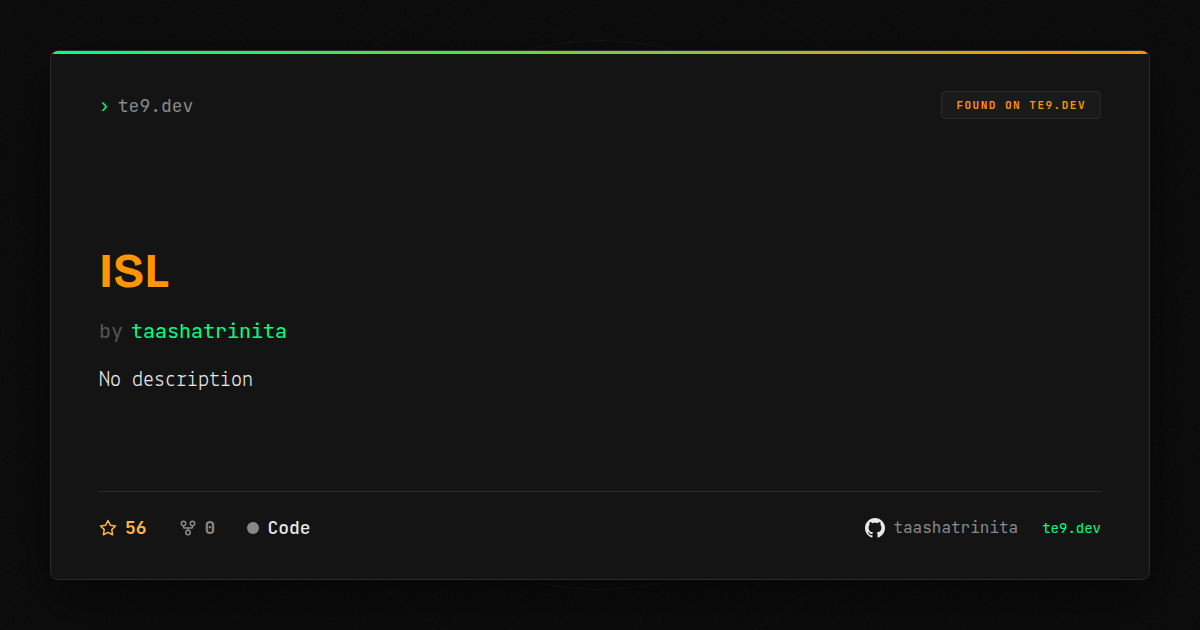 › te9.dev
FOUND ON TE9.DEV
ISL
by taashatrinita
No description
56 0 Code
taashatrinita te9.dev